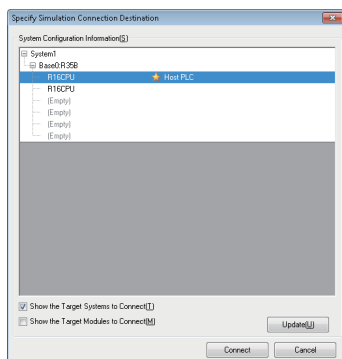 Specify Simulation Connection Destination
System Configuration Information(S)
System1
Base0:R35B
R16CPU Host PLC
R16CPU
(Empty)
(Empty)
(Empty)
(Empty)
Show the Target Systems to Connect(T)
Show the Target Modules to Connect(M)
Update(U)
Connect Cancel